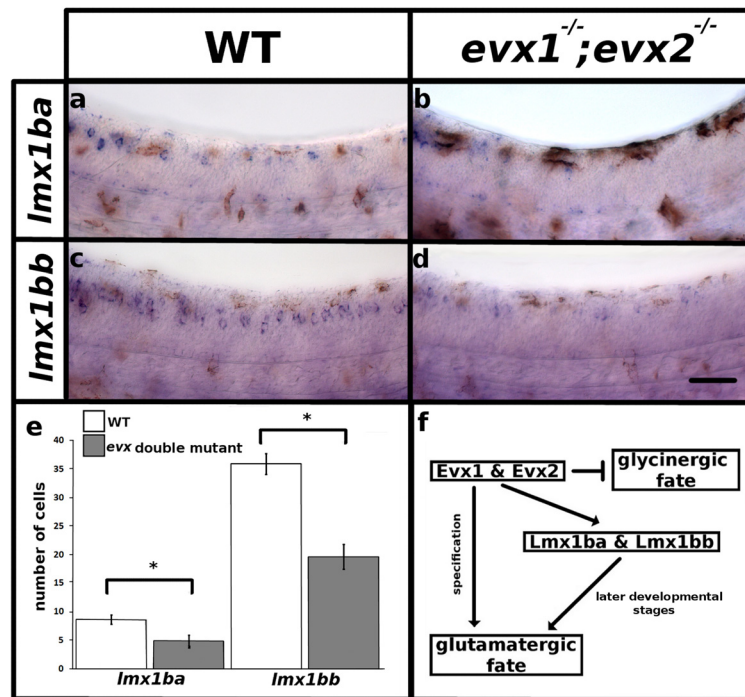 WT
evx1-/-;evx2-/-
lmx1ba
a
b
lmx1bb
c
d
e
WT
evx double mutant
number of cells
40
35
30
25
20
15
10
5
0
*
*
lmx1ba
lmx1bb
f
Evx1 & Evx2
glycinergic
fate
specification
Lmx1ba & Lmx1bb
later developmental
stages
glutamatergic
fate